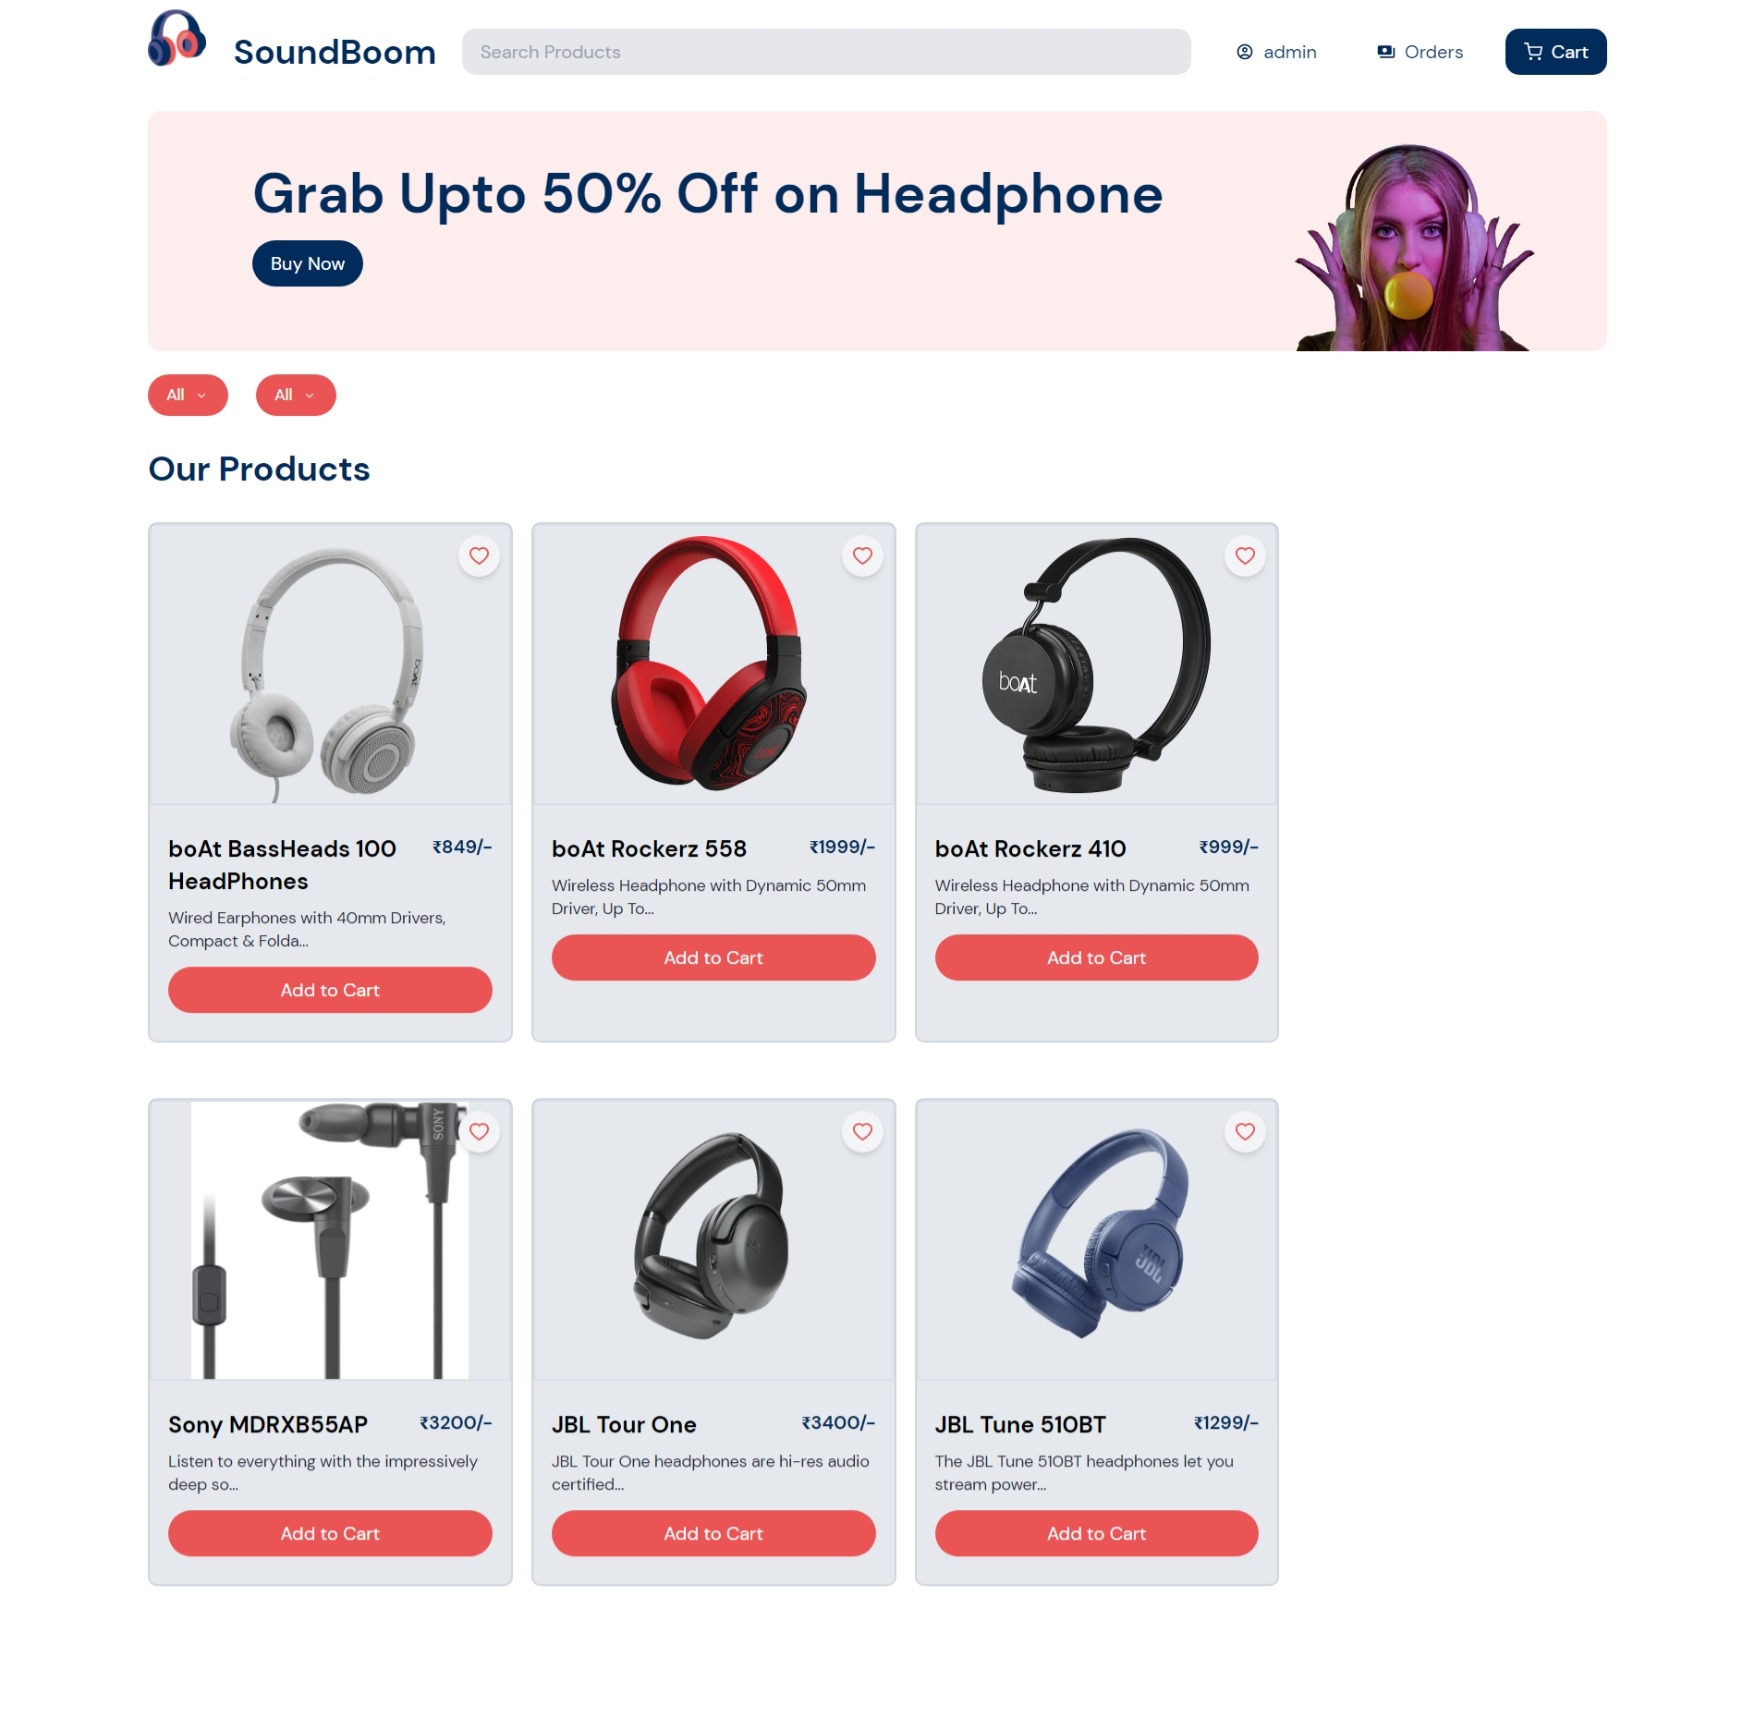 SoundBoom
Search Products
admin
Orders
Cart
Grab Upto 50% Off on Headphone
Buy Now
All
All
Our Products
boAt
boAt
boAt
boAt BassHeads 100
HeadPhones
₹849/-
Wired Earphones with 40mm Drivers,
Compact & Folda...
Add to Cart
boAt Rockerz 558
₹1999/-
Wireless Headphone with Dynamic 50mm
Driver, Up To...
Add to Cart
boAt Rockerz 410
₹999/-
Wireless Headphone with Dynamic 50mm
Driver, Up To...
Add to Cart
SONY
JBL
JBL
Sony MDRXB55AP
₹3200/-
Listen to everything with the impressively
deep so...
Add to Cart
JBL Tour One
₹3400/-
JBL Tour One headphones are hi-res audio
certified...
Add to Cart
JBL Tune 510BT
₹1299/-
The JBL Tune 510BT headphones let you
stream power...
Add to Cart